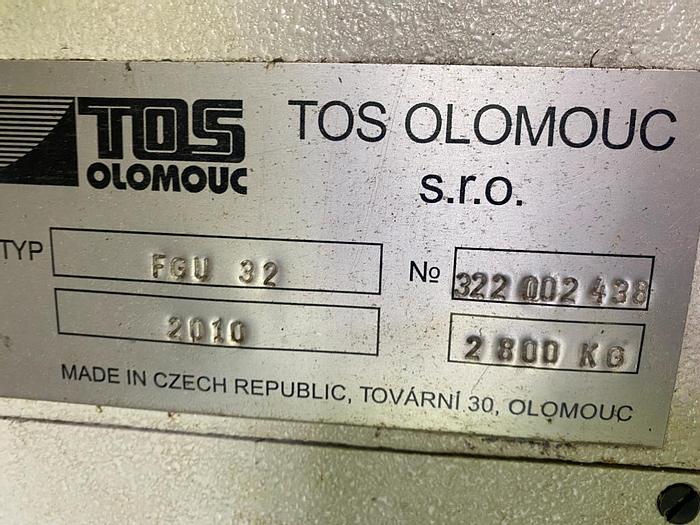 TOS
OLOMOUC
TOS OLOMOUC
s.r.o.
TYP FGU 32 № 322 002 438
2010 2 800 KG
MADE IN CZECH REPUBLIC, TOVÁRNÍ 30, OLOMOUC